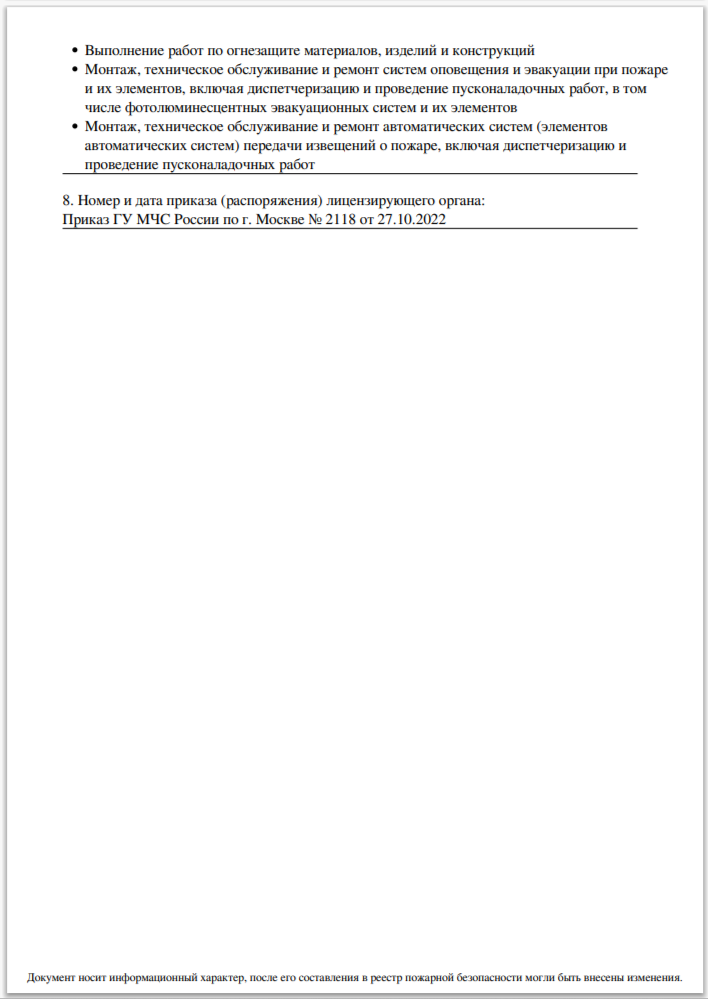 • Выполнение работ по огнезащите материалов, изделий и конструкций
• Монтаж, техническое обслуживание и ремонт систем оповещения и эвакуации при пожаре
и их элементов, включая диспетчеризацию и проведение пусконаладочных работ, в том
числе фотолюминесцентных эвакуационных систем и их элементов
• Монтаж, техническое обслуживание и ремонт автоматических систем (элементов
автоматических систем) передачи извещений о пожаре, включая диспетчеризацию и
проведение пусконаладочных работ
8. Номер и дата приказа (распоряжения) лицензирующего органа:
Приказ ГУ МЧС России по г. Москве № 2118 от 27.10.2022
Документ носит информационный характер, после его составления в реестр пожарной безопасности могли быть внесены изменения.